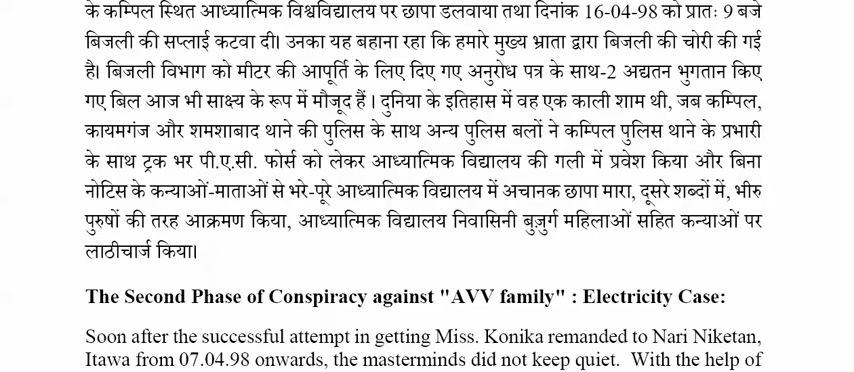 के कम्पिल स्थित आध्यात्मिक विश्वविद्यालय पर छापा डलवाया तथा दिनांक 16-04-98 को प्रातः 9 बजे
बिजली की सप्लाई कटवा दी। उनका यह बहाना रहा कि हमारे मुख्य भ्राता द्वारा बिजली की चोरी की गई
है। बिजली विभाग को मीटर की आपूर्ति के लिए दिए गए अनुरोध पत्र के साथ-2 अद्यतन भुगतान किए
गए बिल आज भी साक्ष्य के रूप में मौजूद हैं । दुनिया के इतिहास में वह एक काली शाम थी, जब कम्पिल,
कायमगंज और शमशाबाद थाने की पुलिस के साथ अन्य पुलिस बलों ने कम्पिल पुलिस थाने के प्रभारी
के साथ ट्रक भर पी.ए.सी. फोर्स को लेकर आध्यात्मिक विद्यालय की गली में प्रवेश किया और बिना
नोटिस के कन्याओं-माताओं से भरे-पूरे आध्यात्मिक विद्यालय में अचानक छापा मारा, दूसरे शब्दों में, भीरु
पुरुषों की तरह आक्रमण किया, आध्यात्मिक विद्यालय निवासिनी बुज़ुर्ग महिलाओं सहित कन्याओं पर
लाठीचार्ज किया।
The Second Phase of Conspiracy against "AVV family" : Electricity Case:
Soon after the successful attempt in getting Miss. Konika remanded to Nari Niketan,
Itawa from 07.04.98 onwards, the masterminds did not keep quiet.  With the help of